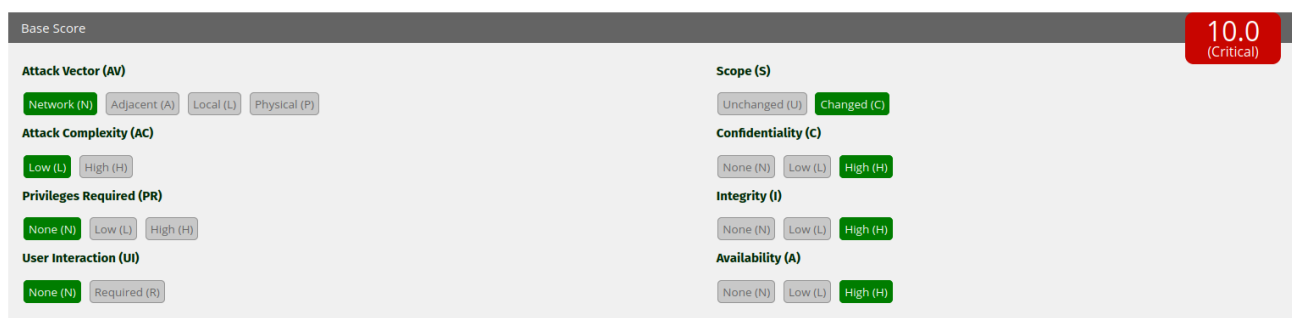 Base Score
10.0
(Critical)
Attack Vector (AV)
Network (N) Adjacent (A) Local (L) Physical (P)
Attack Complexity (AC)
Low (L) High (H)
Privileges Required (PR)
None (N) Low (L) High (H)
User Interaction (UI)
None (N) Required (R)
Scope (S)
Unchanged (U) Changed (C)
Confidentiality (C)
None (N) Low (L) High (H)
Integrity (I)
None (N) Low (L) High (H)
Availability (A)
None (N) Low (L) High (H)